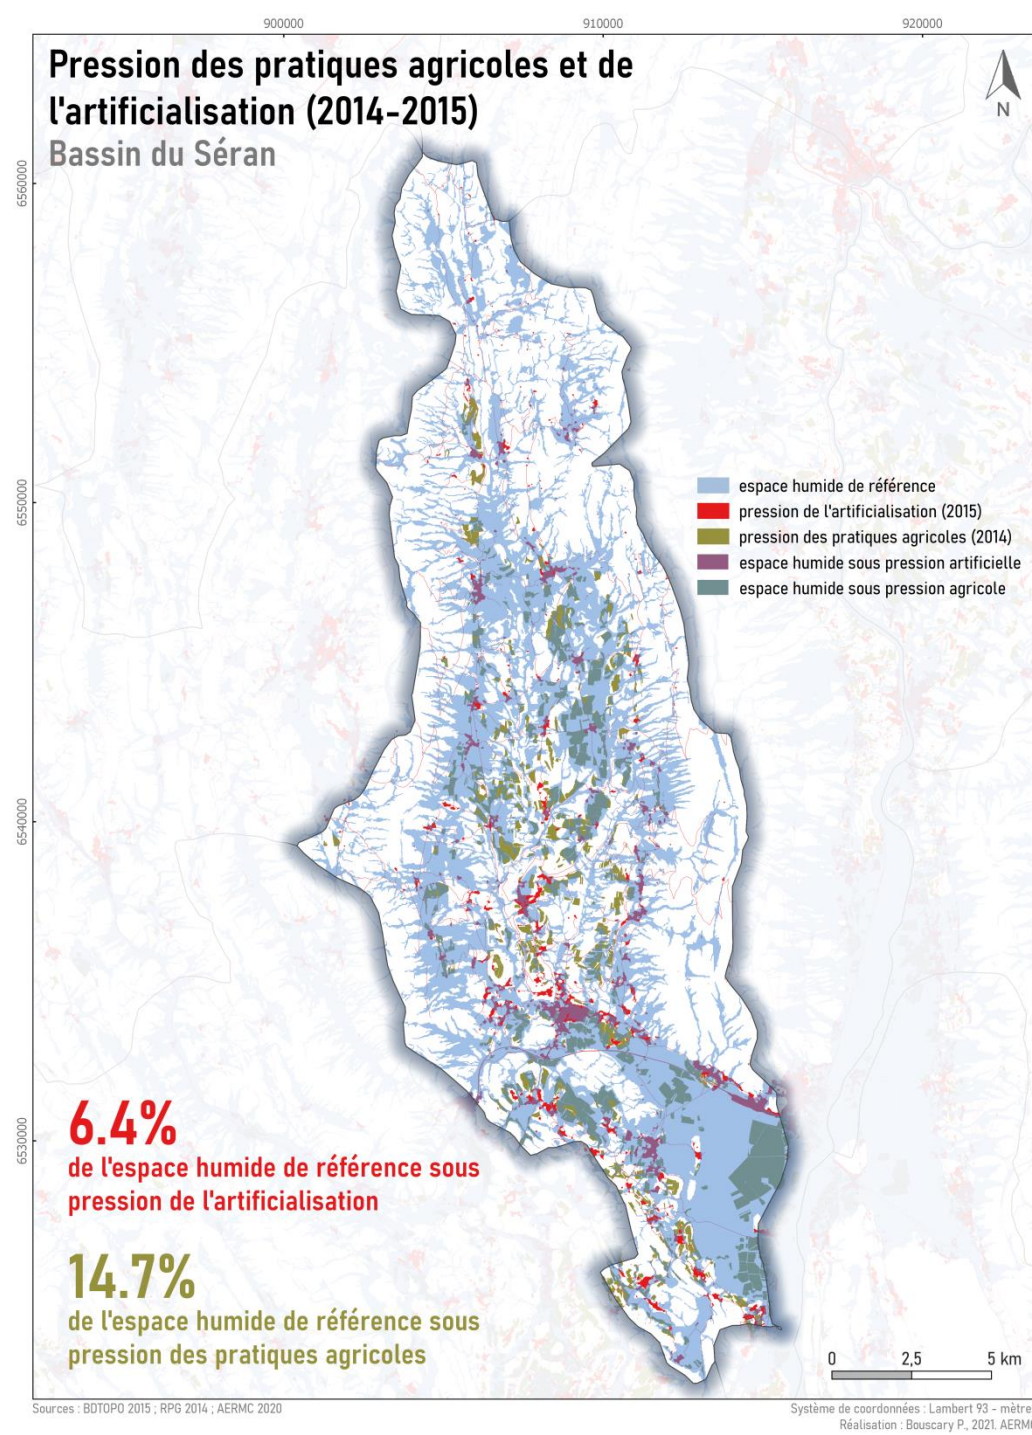 900000
910000
920000
Pression des pratiques agricoles et de
l'artificialisation (2014-2015)
Bassin du Séran
N
6560000
6550000
6540000
6530000
espace humide de référence
pression de l'artificialisation (2015)
pression des pratiques agricoles (2014)
espace humide sous pression artificielle
espace humide sous pression agricole
6.4%
de l'espace humide de référence sous
pression de l'artificialisation
14.7%
de l'espace humide de référence sous
pression des pratiques agricoles
0 2,5 5 km
Sources : BDTOPO 2015 ; RPG 2014 ; AERMC 2020
Système de coordonnées : Lambert 93 - mètre
Réalisation : Bouscary P., 2021. AERMC